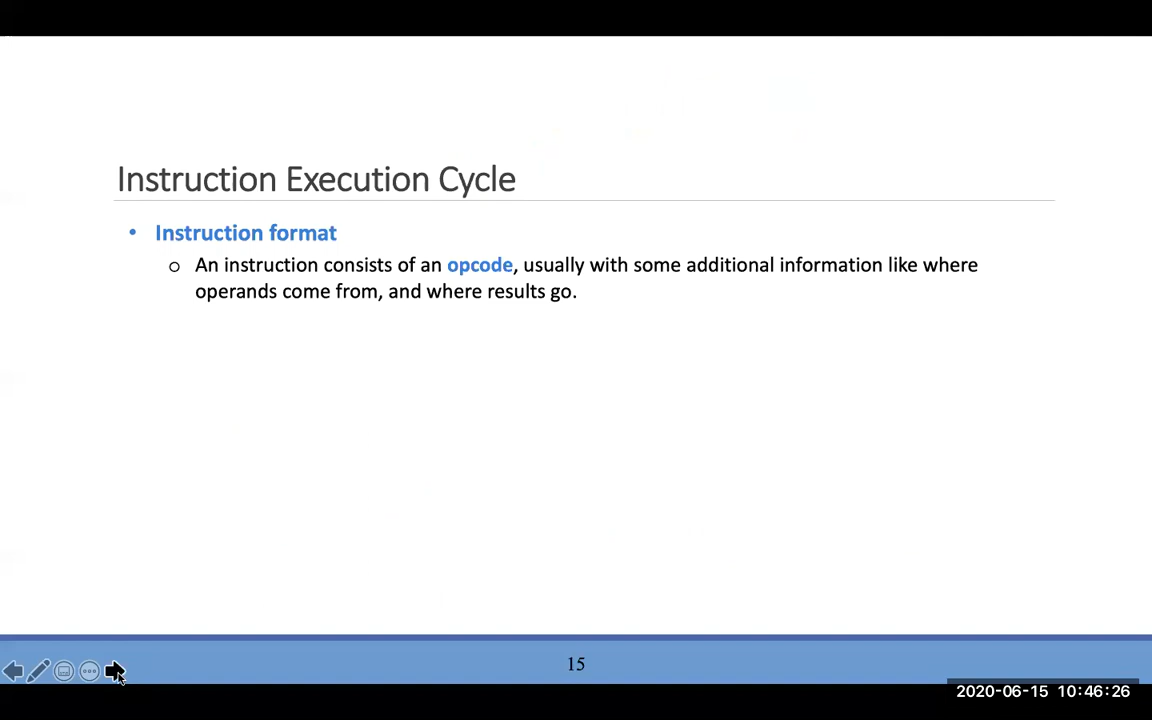 Instruction Execution Cycle
• Instruction format
o An instruction consists of an opcode, usually with some additional information like where
operands come from, and where results go.
15
2020-06-15 10:46:26